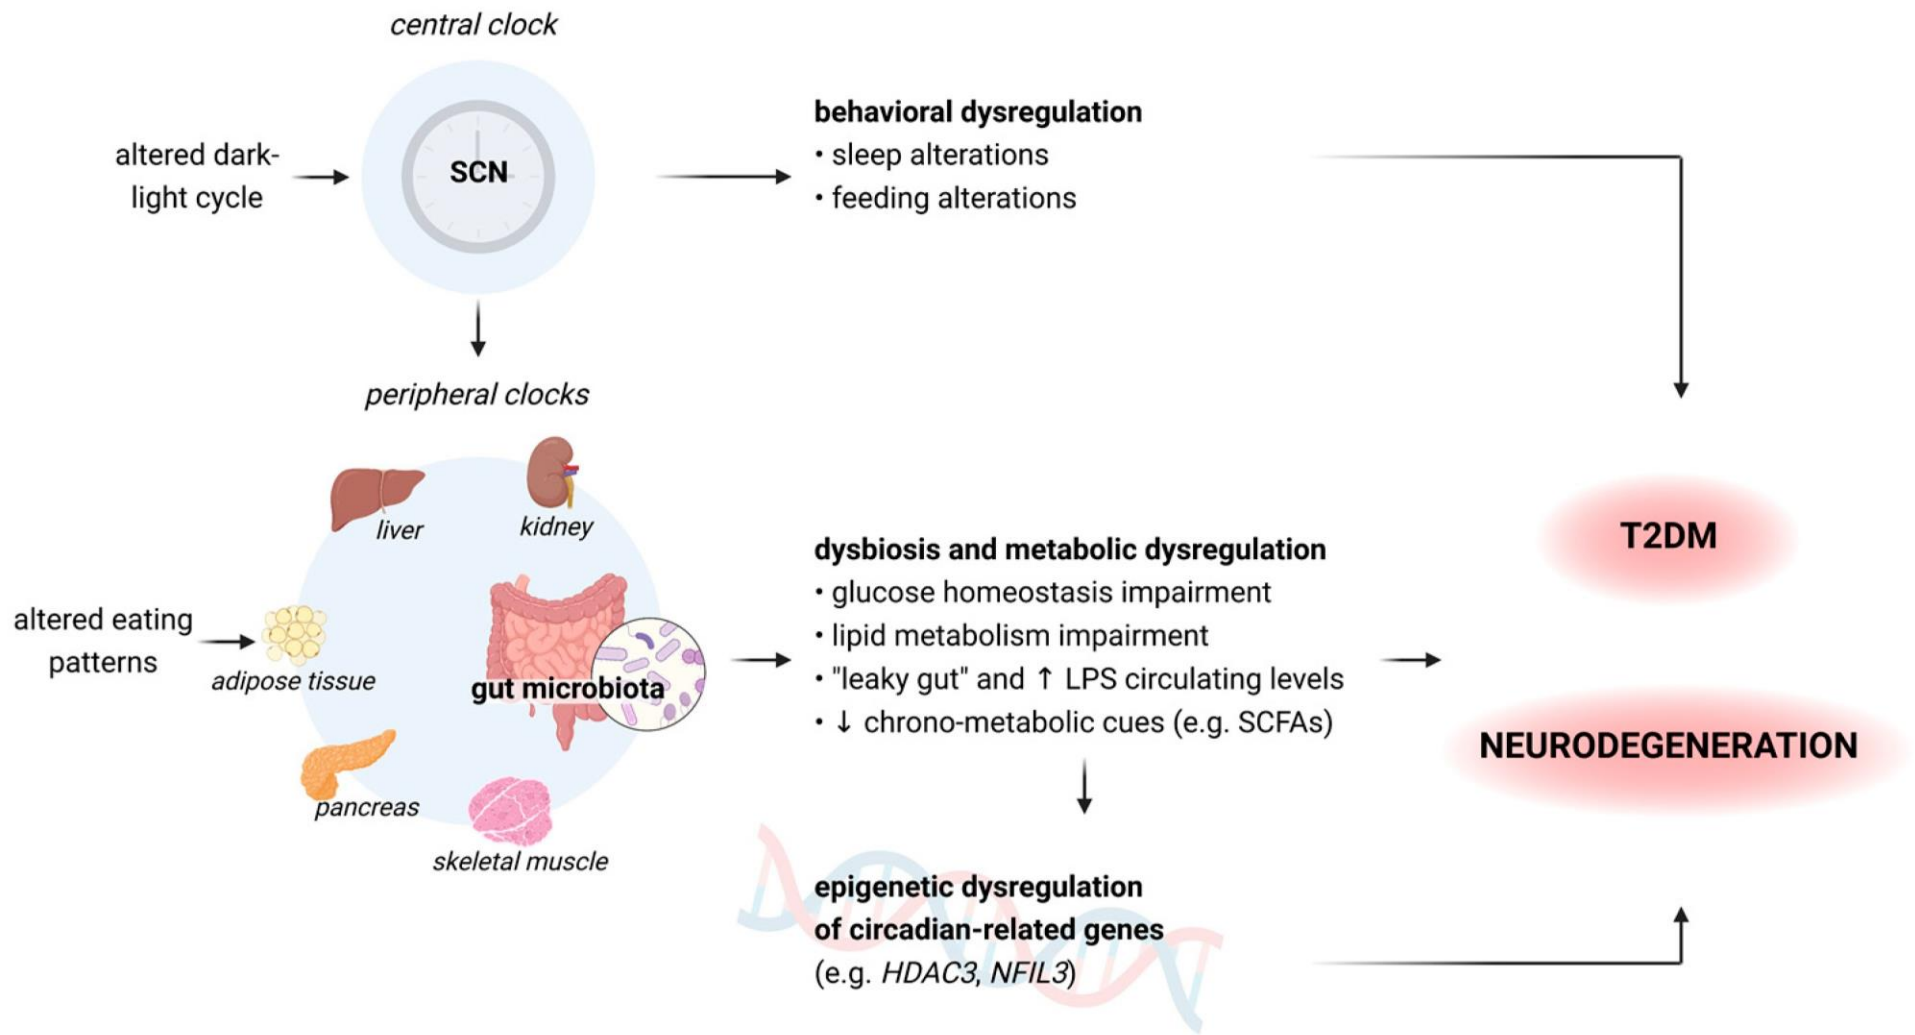 central clock
altered dark-
light cycle
SCN
behavioral dysregulation
• sleep alterations
• feeding alterations
peripheral clocks
liver
kidney
altered eating
patterns
adipose tissue
gut microbiota
pancreas
skeletal muscle
dysbiosis and metabolic dysregulation
• glucose homeostasis impairment
• lipid metabolism impairment
• "leaky gut" and ↑ LPS circulating levels
• ↓ chrono-metabolic cues (e.g. SCFAs)
epigenetic dysregulation
of circadian-related genes
(e.g. HDAC3, NFIL3)
T2DM
NEURODEGENERATION